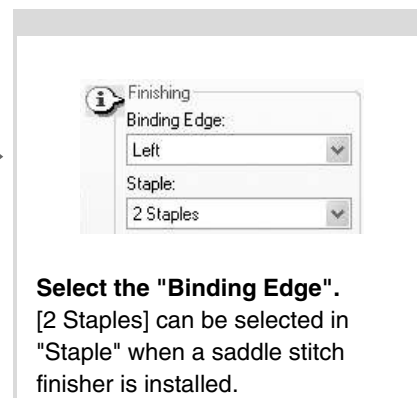 Finishing
Binding Edge:
Left
Staple:
2 Staples
Select the "Binding Edge".
[2 Staples] can be selected in
"Staple" when a saddle stitch
finisher is installed.